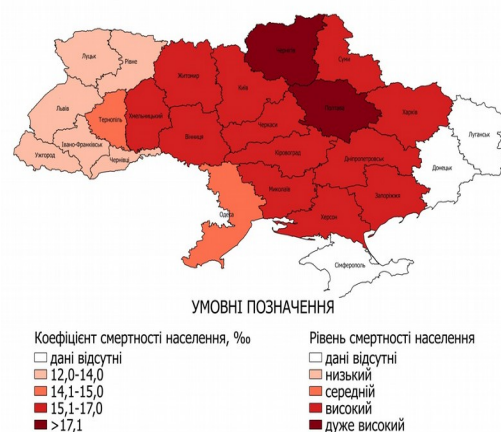 Луцьк
Рівне
Житомир
Київ
Чернігів
Суми
Львів
Тернопіль
Хмельницький
Вінниця
Черкаси
Полтава
Харків
Луганськ
Ужгород
Івано-Франківськ
Чернівці
Кіровоград
Дніпропетровськ
Донецьк
Миколаїв
Запоріжжя
Одеса
Херсон
Сімферополь
УМОВНІ ПОЗНАЧЕННЯ
Коефіцієнт смертності населення, ‰
дані відсутні
12,0-14,0
14,1-15,0
15,1-17,0
>17,1
Рівень смертності населення
дані відсутні
низький
середній
високий
дуже високий